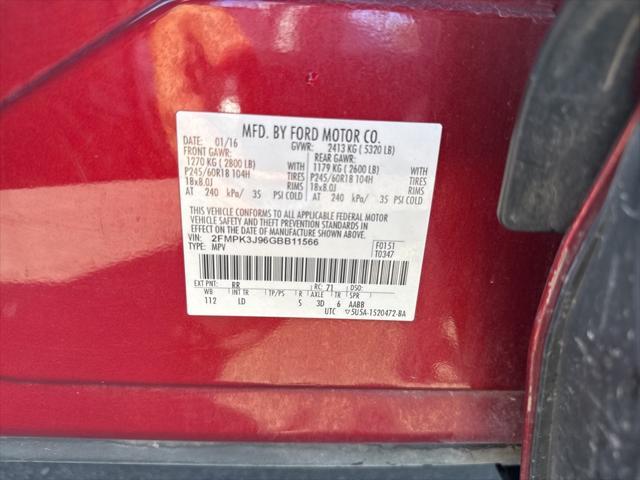 MFD. BY FORD MOTOR CO.
DATE: 01/16 GVWR: 2413 KG ( 5320 LB)
FRONT GAWR: REAR GAWR:
1270 KG ( 2800 LB) WITH 1179 KG ( 2600 LB) WITH
P245/60R18 104H TIRES P245/60R18 104H TIRES
18x8.0J RIMS 18x8.0J RIMS
AT 240 kPa/ 35 PSI COLD AT 240 kPa/ 35 PSI COLD
THIS VEHICLE CONFORMS TO ALL APPLICABLE FEDERAL MOTOR
VEHICLE SAFETY AND THEFT PREVENTION STANDARDS IN
EFFECT ON THE DATE OF MANUFACTURE SHOWN ABOVE.
VIN: 2FMPK3J96GBB11566 F0151
TYPE: MPV T0347
EXT PNT: RR RC: 71 DSO:
WB INT TR TP/PS R AXLE TR SPR
112 LD 5 3D 6 AABB
UTC ▽5U5A-1520472-BA